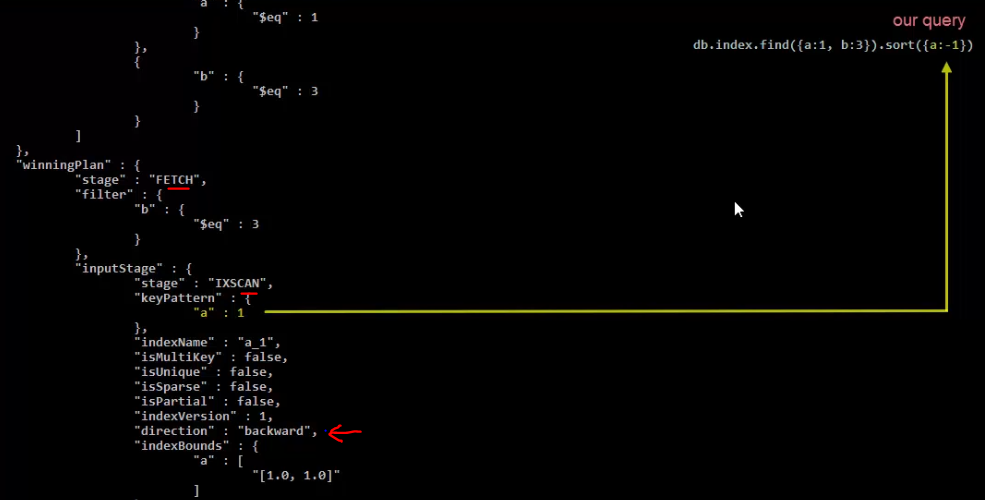 a" : {
"$eq" : 1
}
our query
},
db.index.find({a:1, b:3}).sort({a:-1})
{
"b" : {
"$eq" : 3
}
}
]
},
"winningPlan" : {
"stage" : "FETCH",
"filter" : {
"b" : {
"$eq" : 3
}
},
"inputStage" : {
"stage" : "IXSCAN",
"keyPattern" : {
"a" : 1
},
"indexName" : "a_1",
"isMultiKey" : false,
"isUnique" : false,
"isSparse" : false,
"isPartial" : false,
"indexVersion" : 1,
"direction" : "backward",
"indexBounds" : {
"a" : [
"[1.0, 1.0]"
]